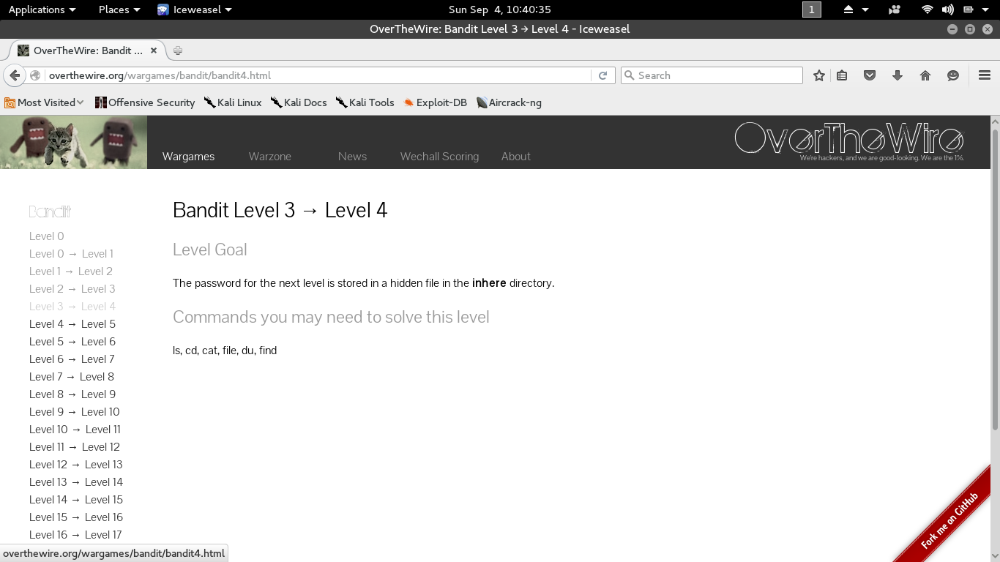 Applications Places Iceweasel Sun Sep 4, 10:40:35 1
OverTheWire: Bandit Level 3 → Level 4 - Iceweasel
OverTheWire: Bandit ...
overthewire.org/wargames/bandit/bandit4.html Search
Most Visited Offensive Security Kali Linux Kali Docs Kali Tools Exploit-DB Aircrack-ng
OverTheWire
We're hackers, and we are good-looking. We are the 1%.
Wargames Warzone News Wechall Scoring About
Bandit
Level 0
Level 0 → Level 1
Level 1 → Level 2
Level 2 → Level 3
Level 3 → Level 4
Level 4 → Level 5
Level 5 → Level 6
Level 6 → Level 7
Level 7 → Level 8
Level 8 → Level 9
Level 9 → Level 10
Level 10 → Level 11
Level 11 → Level 12
Level 12 → Level 13
Level 13 → Level 14
Level 14 → Level 15
Level 15 → Level 16
Level 16 → Level 17
Bandit Level 3 → Level 4
Level Goal
The password for the next level is stored in a hidden file in the inhere directory.
Commands you may need to solve this level
ls, cd, cat, file, du, find
Fork me on GitHub
overthewire.org/wargames/bandit/bandit4.html